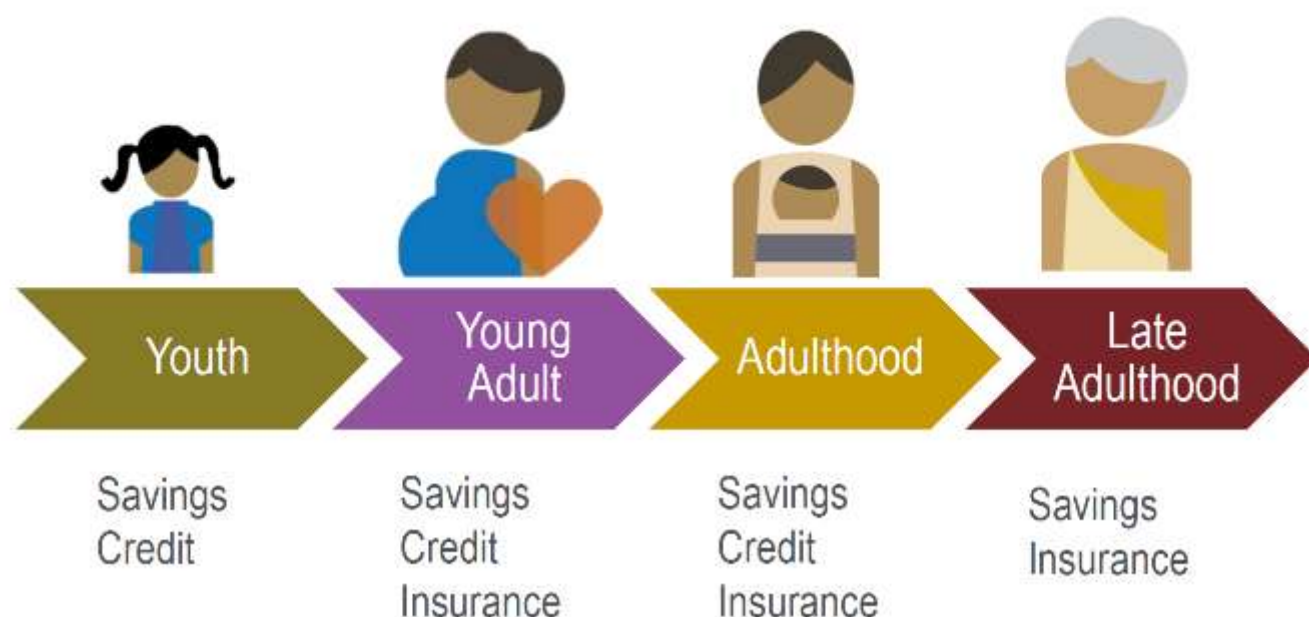 Youth
Young
Adult
Adulthood
Late
Adulthood
Savings
Credit
Savings
Credit
Insurance
Savings
Credit
Insurance
Savings
Insurance